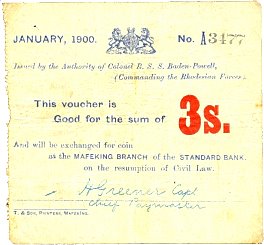 JANUARY, 1900. No. A3477
Issued by the Authority of Colonel R. S. S. Baden-Powell,
(Commanding the Rhodesian Forces).
This voucher is
Good for the sum of 3s.
And will be exchanged for coin
at the MAFEKING BRANCH of the STANDARD BANK.
on the resumption of Civil Law.
H Greener Capt
Chief Paymaster
T. & SON, PRINTERS, MAFEKING.